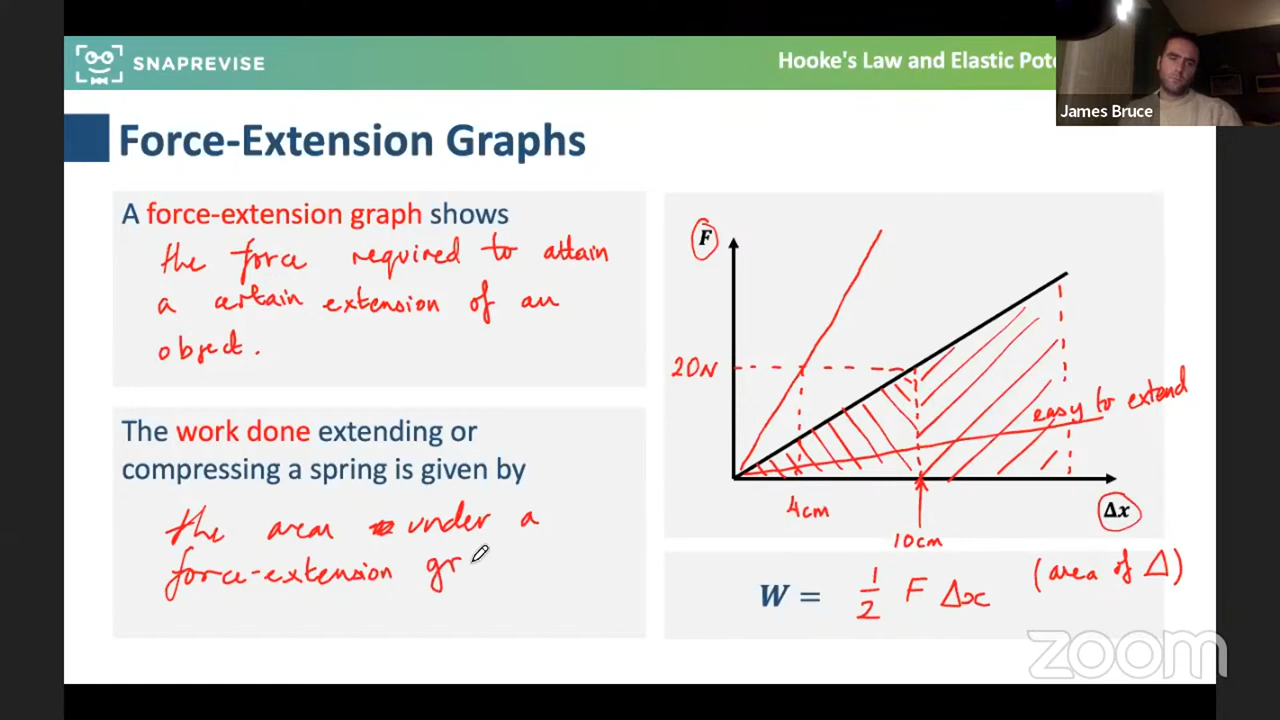 SNAPREVISE
Hooke's Law and Elastic Pote
James Bruce
Force-Extension Graphs
A force-extension graph shows
the force required to attain
a certain extension of an
object.
The work done extending or
compressing a spring is given by
the area under a
force-extension gr
F
20N
easy to extend
4cm
Δx
10cm
W = 1/2 F Δx (area of Δ)
zoom